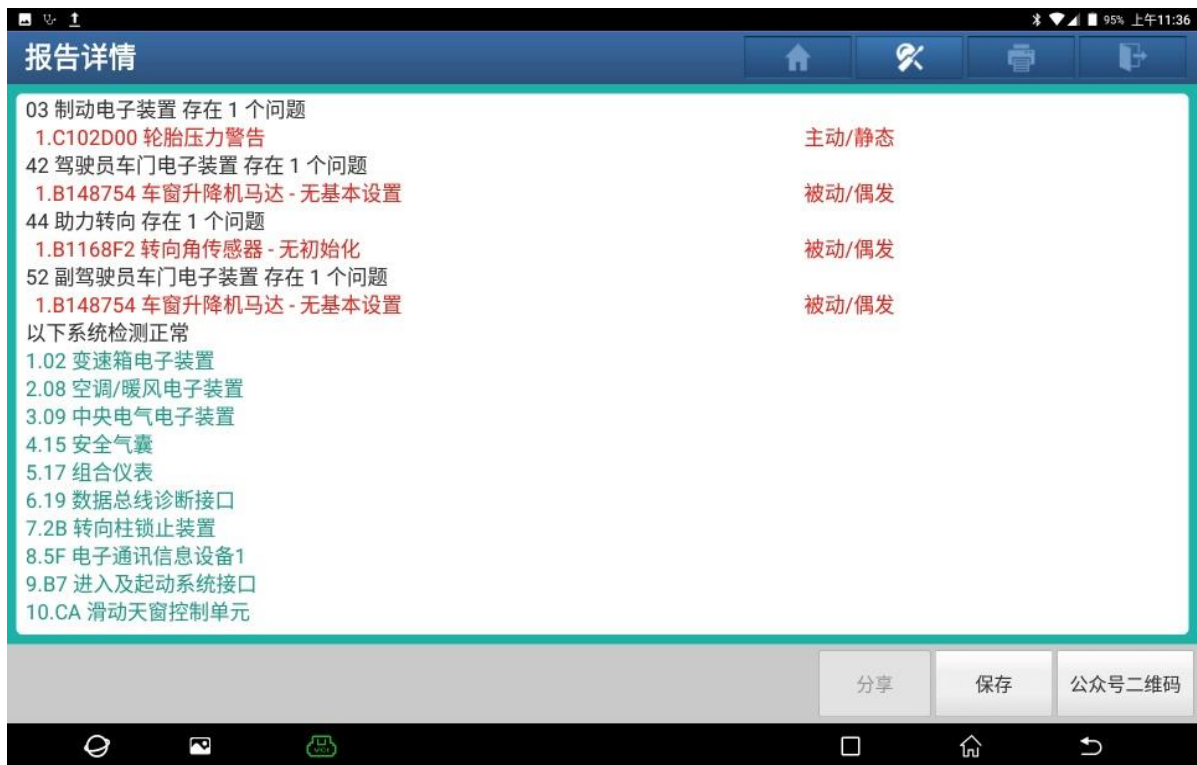 95% 上午11:36
报告详情
03 制动电子装置 存在 1 个问题
1.C102D00 轮胎压力警告 主动/静态
42 驾驶员车门电子装置 存在 1 个问题
1.B148754 车窗升降机马达 - 无基本设置 被动/偶发
44 助力转向 存在 1 个问题
1.B1168F2 转向角传感器 - 无初始化 被动/偶发
52 副驾驶员车门电子装置 存在 1 个问题
1.B148754 车窗升降机马达 - 无基本设置 被动/偶发
以下系统检测正常
1.02 变速箱电子装置
2.08 空调/暖风电子装置
3.09 中央电气电子装置
4.15 安全气囊
5.17 组合仪表
6.19 数据总线诊断接口
7.2B 转向柱锁止装置
8.5F 电子通讯信息设备1
9.B7 进入及起动系统接口
10.CA 滑动天窗控制单元
分享 保存 公众号二维码
VCI